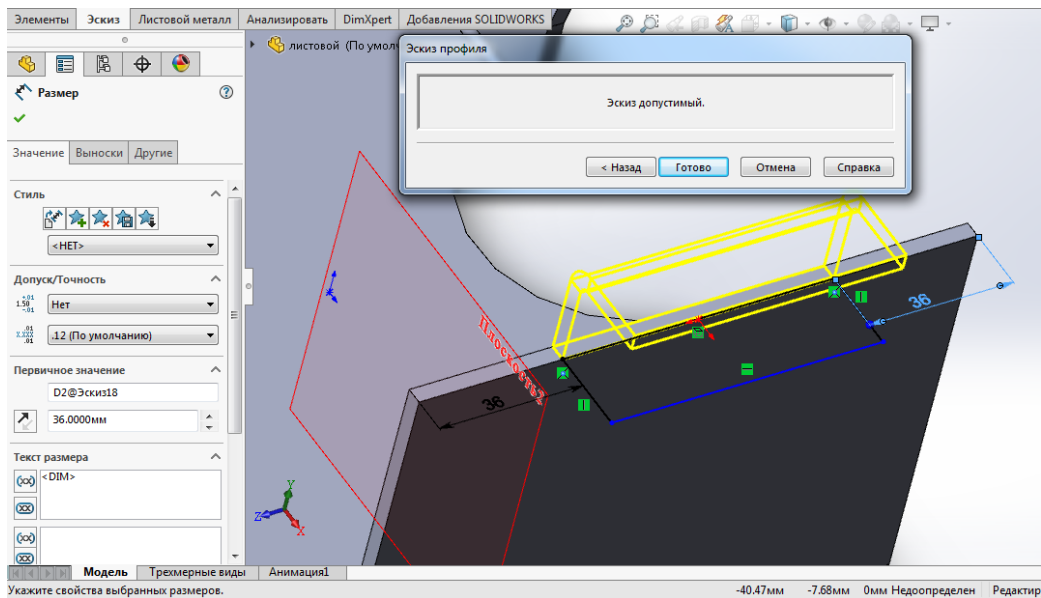 Элементы Эскиз Листовой металл Анализировать DimXpert Добавления SOLIDWORKS
листовой (По умол
Эскиз профиля
Эскиз допустимый.
< Назад Готово Отмена Справка
Размер
Значение Выноски Другие
Стиль
<НЕТ>
Допуск/Точность
Нет
.12 (По умолчанию)
Первичное значение
D2@Эскиз18
36.0000мм
Текст размера
<DIM>
Плоскость2
36
36
Y
Z
X
Модель Трехмерные виды Анимация1
Укажите свойства выбранных размеров. -40.47мм -7.68мм 0мм Недоопределен Редактир